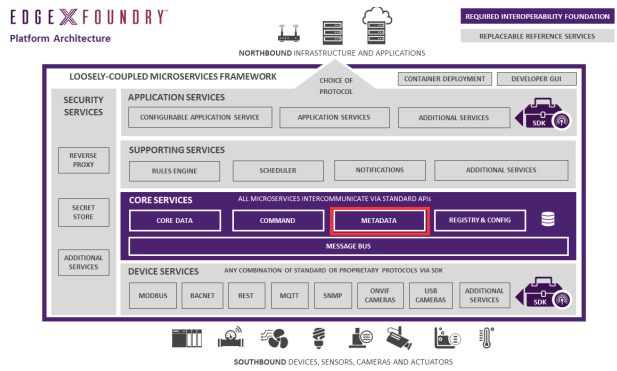 EDGE X FOUNDRY™
Platform Architecture
REQUIRED INTEROPERABILITY FOUNDATION
REPLACEABLE REFERENCE SERVICES
NORTHBOUND INFRASTRUCTURE AND APPLICATIONS
LOOSELY-COUPLED MICROSERVICES FRAMEWORK
CHOICE OF
PROTOCOL
CONTAINER DEPLOYMENT
DEVELOPER GUI
SECURITY
SERVICES
REVERSE
PROXY
SECRET
STORE
ADDITIONAL
SERVICES
APPLICATION SERVICES
CONFIGURABLE APPLICATION SERVICE
APPLICATION SERVICES
ADDITIONAL SERVICES
SDK
SUPPORTING SERVICES
RULES ENGINE
SCHEDULER
NOTIFICATIONS
ADDITIONAL SERVICES
CORE SERVICES
ALL MICROSERVICES INTERCOMMUNICATE VIA STANDARD APIs
CORE DATA
COMMAND
METADATA
REGISTRY & CONFIG
MESSAGE BUS
DEVICE SERVICES
ANY COMBINATION OF STANDARD OR PROPRIETARY PROTOCOLS VIA SDK
MODBUS
BACNET
REST
MQTT
SNMP
ONVIF
CAMERAS
USB
CAMERAS
ADDITIONAL
SERVICES
SDK
SOUTHBOUND DEVICES, SENSORS, CAMERAS AND ACTUATORS